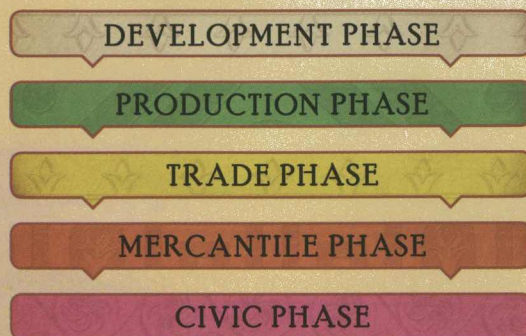 DEVELOPMENT PHASE
PRODUCTION PHASE
TRADE PHASE
MERCANTILE PHASE
CIVIC PHASE